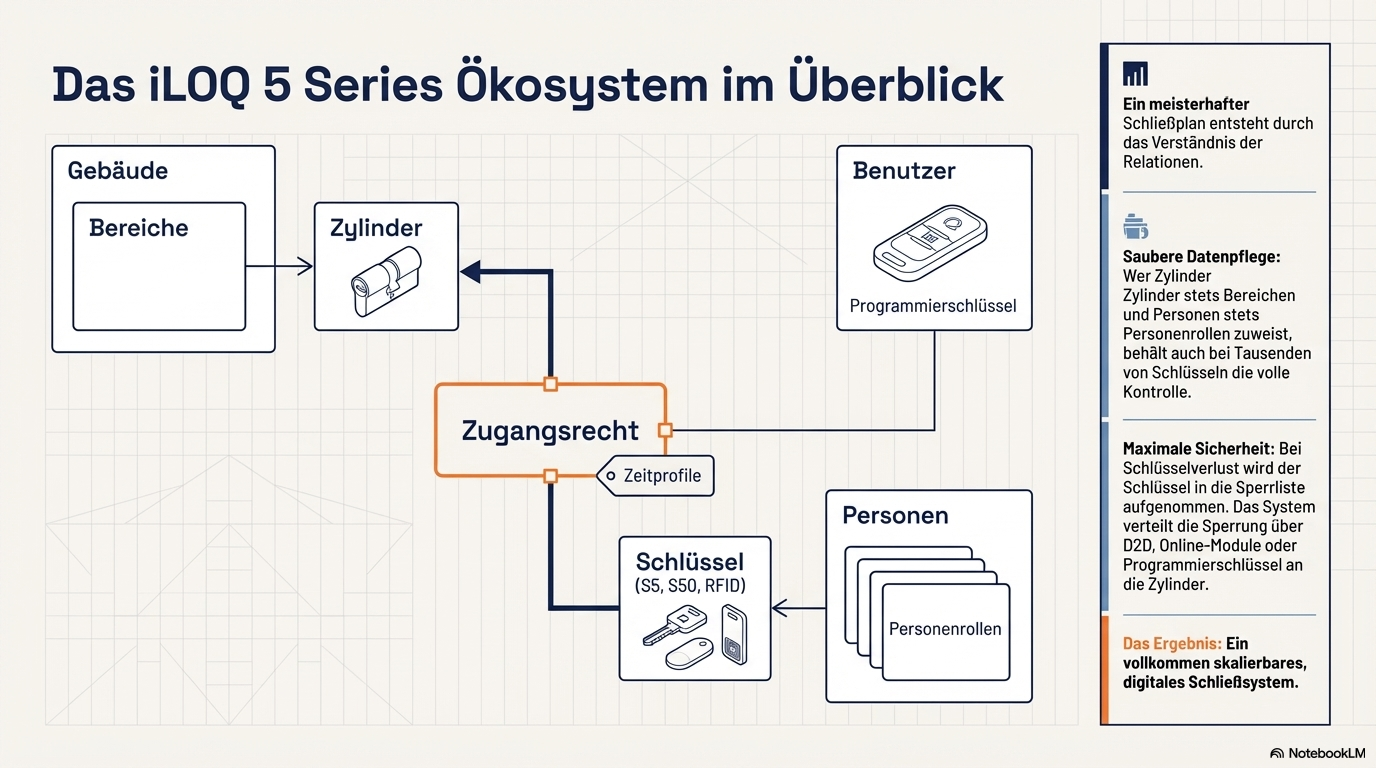 Das iLOQ 5 Series Ökosystem im Überblick
Gebäude
Bereiche
Zylinder
Benutzer
Programmierschlüssel
Zugangsrecht
Zeitprofile
Schlüssel
(S5, S50, RFID)
Personen
Personenrollen
Ein meisterhafter
Schließplan entsteht durch
das Verständnis der
Relationen.
Saubere Datenpflege:
Wer Zylinder
Zylinder stets Bereichen
und Personen stets
Personenrollen zuweist,
behält auch bei Tausenden
von Schlüsseln die volle
Kontrolle.
Maximale Sicherheit: Bei
Schlüsselverlust wird der
Schlüssel in die Sperrliste
aufgenommen. Das System
verteilt die Sperrung über
D2D, Online-Module oder
Programmierschlüssel an
die Zylinder.
Das Ergebnis: Ein
vollkommen skalierbares,
digitales Schließsystem.
NotebookLM